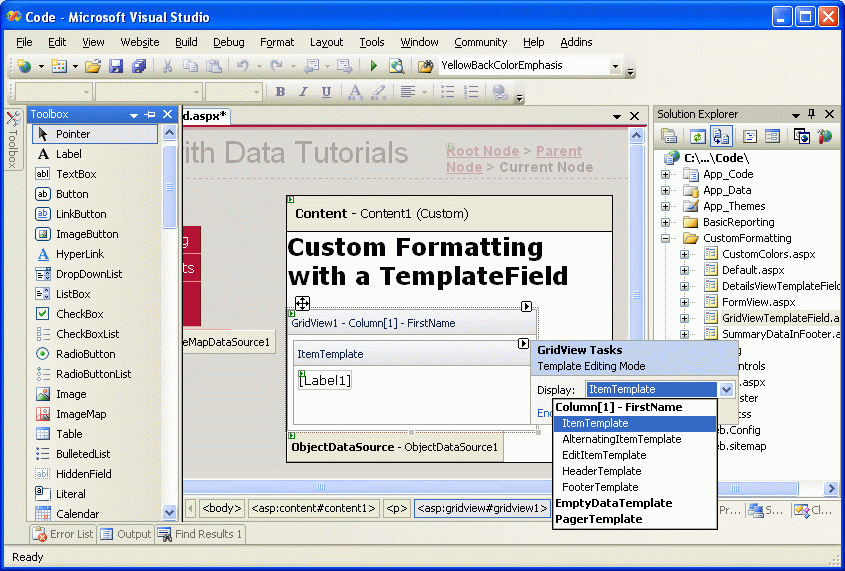 Code - Microsoft Visual Studio
File Edit View Website Build Debug Format Layout Tools Window Community Help Addins
YellowBackColorEmphasis
B I U A
Toolbox
Toolbox
Pointer
A Label
TextBox
Button
LinkButton
ImageButton
HyperLink
DropDownList
ListBox
CheckBox
CheckBoxList
RadioButton
RadioButtonList
Image
ImageMap
Table
BulletedList
HiddenField
Literal
Calendar
d.aspx*
ith Data Tutorials
Root Node > Parent
Node > Current Node
g
ts
eMapDataSource1
Content - Content1 (Custom)
Custom Formatting
with a TemplateField
GridView1 - Column[1] - FirstName
ItemTemplate
[Label1]
ObjectDataSource - ObjectDataSource1
GridView Tasks
Template Editing Mode
Display: ItemTemplate
Column[1] - FirstName
ItemTemplate
AlternatingItemTemplate
EditItemTemplate
HeaderTemplate
FooterTemplate
EmptyDataTemplate
PagerTemplate
<body> <asp:content#content1> <p> <asp:gridview#gridview1>
Solution Explorer
C:\...\Code\
App_Code
App_Data
App_Themes
BasicReporting
CustomFormatting
CustomColors.aspx
Default.aspx
DetailsViewTemplateField
FormView.aspx
GridViewTemplateField.a
SummaryDataInFooter.a
g
ontrols
.aspx
ster
ss
eb.Config
eb.sitemap
Pr... S... Cl...
Error List Output Find Results 1
Ready